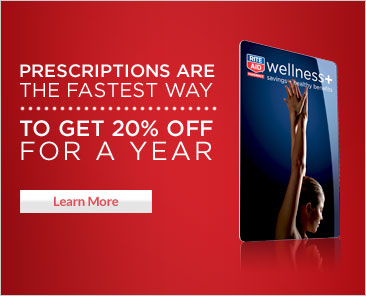 PRESCRIPTIONS ARE
THE FASTEST WAY
TO GET 20% OFF
FOR A YEAR
Learn More
RITE
AID
wellness+
savings + healthy benefits